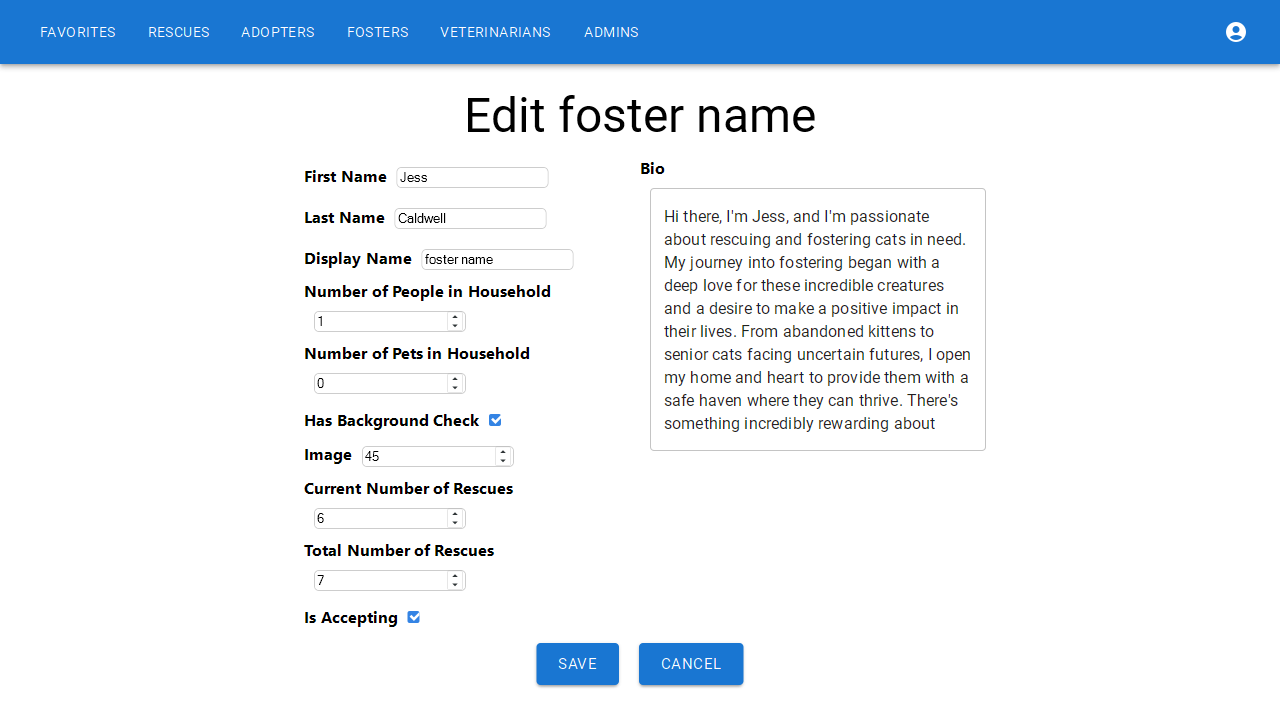 FAVORITES RESCUES ADOPTERS FOSTERS VETERINARIANS ADMINS
Edit foster name
First Name Jess
Last Name Caldwell
Display Name foster name
Number of People in Household
1
Number of Pets in Household
0
Has Background Check
Image 45
Current Number of Rescues
6
Total Number of Rescues
7
Is Accepting
Bio
Hi there, I'm Jess, and I'm passionate
about rescuing and fostering cats in need.
My journey into fostering began with a
deep love for these incredible creatures
and a desire to make a positive impact in
their lives. From abandoned kittens to
senior cats facing uncertain futures, I open
my home and heart to provide them with a
safe haven where they can thrive. There's
something incredibly rewarding about
SAVE CANCEL